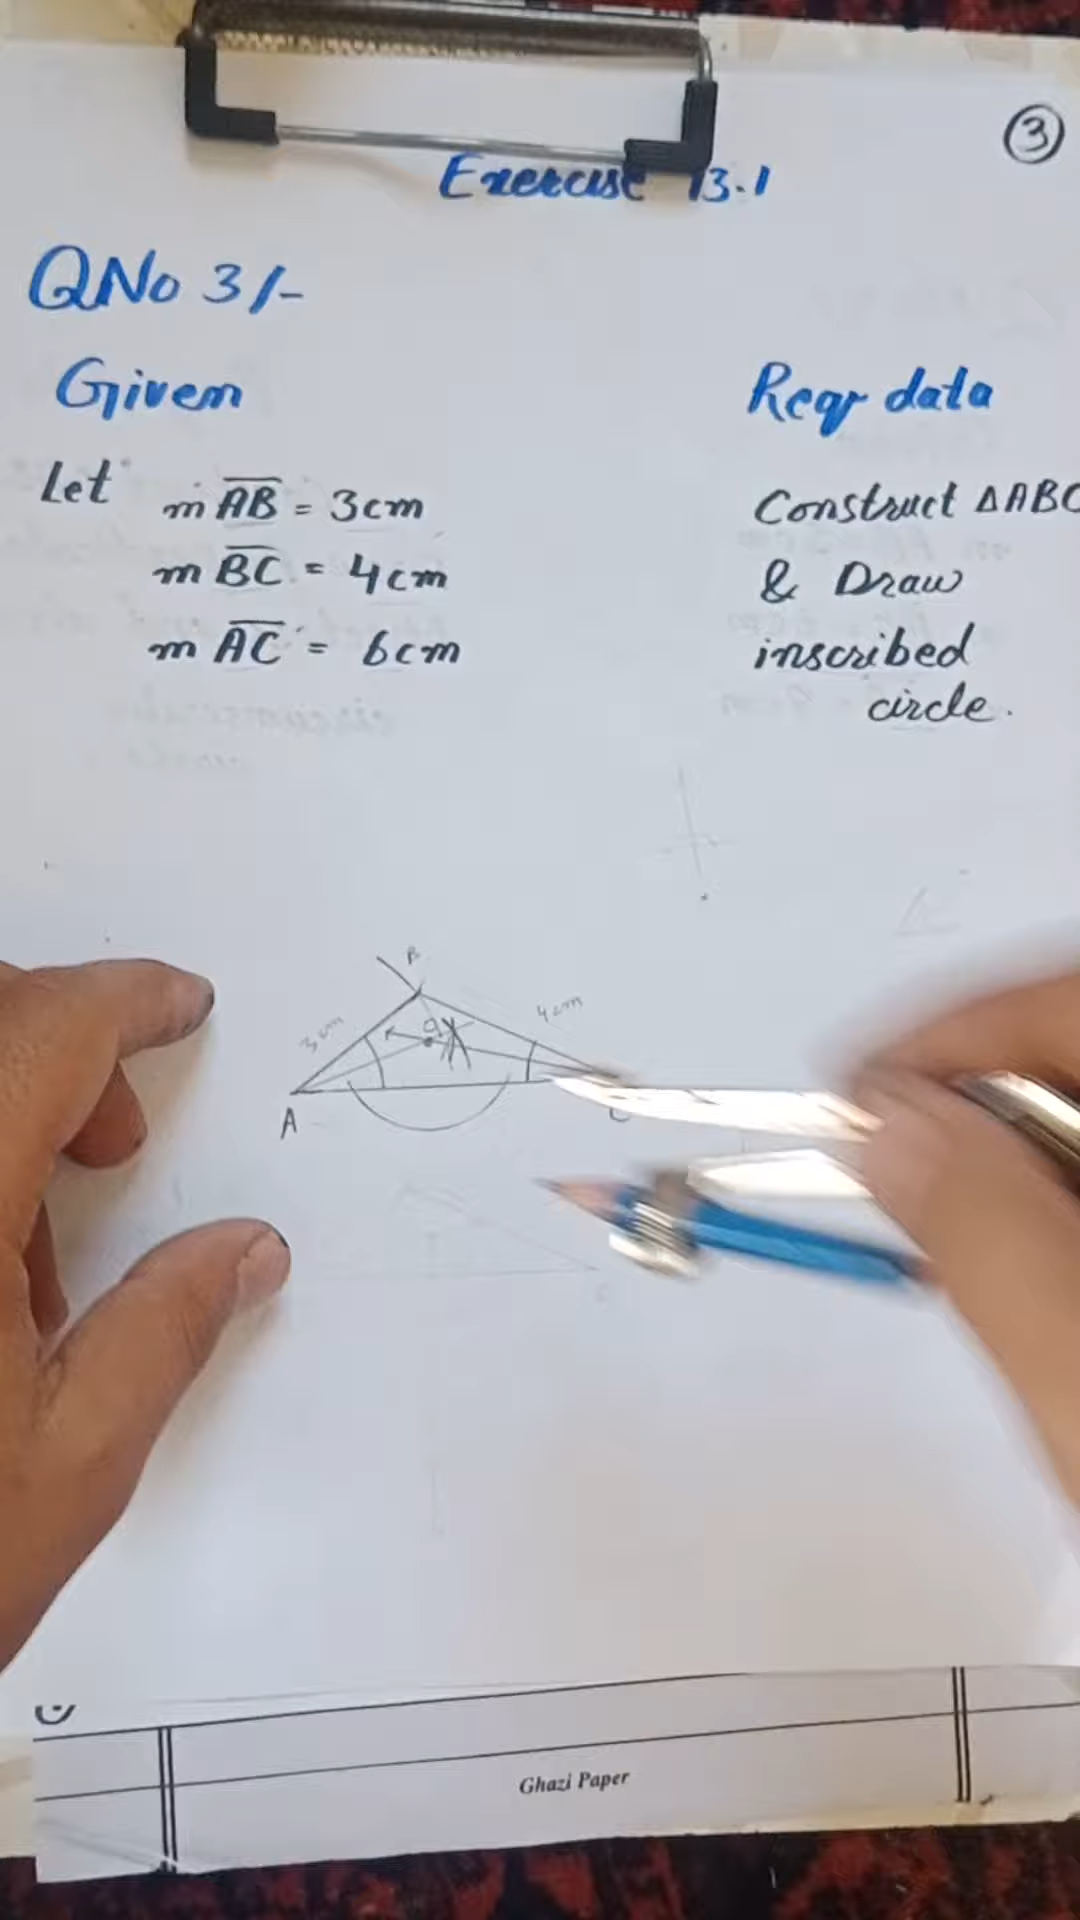 3
Exercise 13.1
QNo 3/-
Given
Reqr data
Let m AB = 3cm
m BC = 4cm
m AC = 6cm
Construct ΔABC
& Draw
inscribed
circle.
B
3cm
4cm
A
C
Ghazi Paper